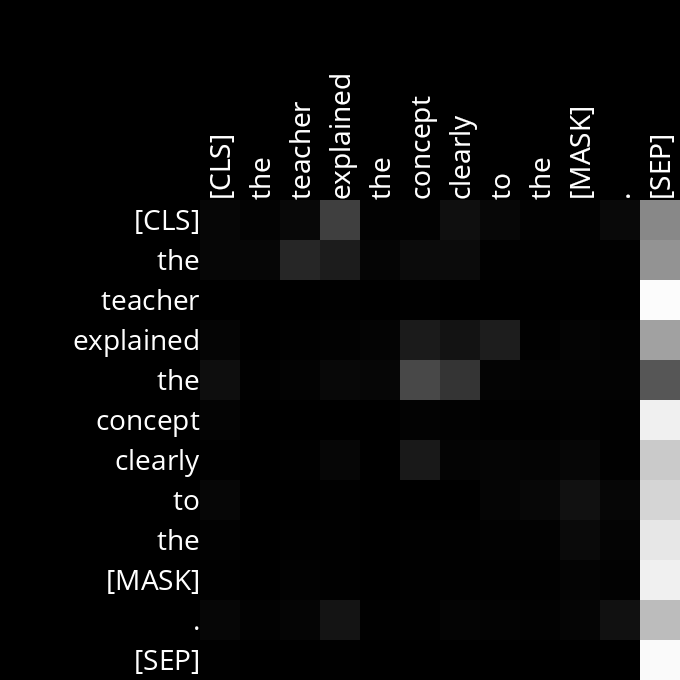 [CLS] the teacher explained the concept clearly to the [MASK] . [SEP]
[CLS]
the
teacher
explained
the
concept
clearly
to
the
[MASK]
.
[SEP]